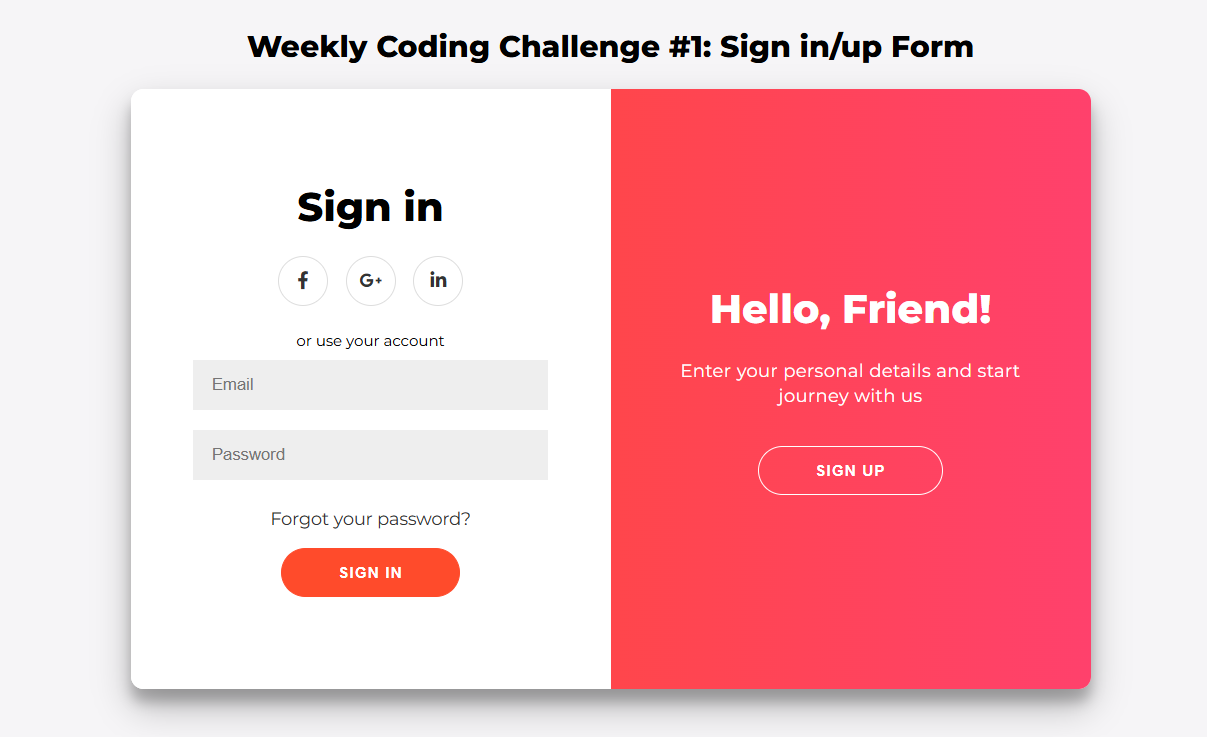 Weekly Coding Challenge #1: Sign in/up Form
Sign in
f
G+
in
or use your account
Email
Password
Forgot your password?
SIGN IN
Hello, Friend!
Enter your personal details and start
journey with us
SIGN UP